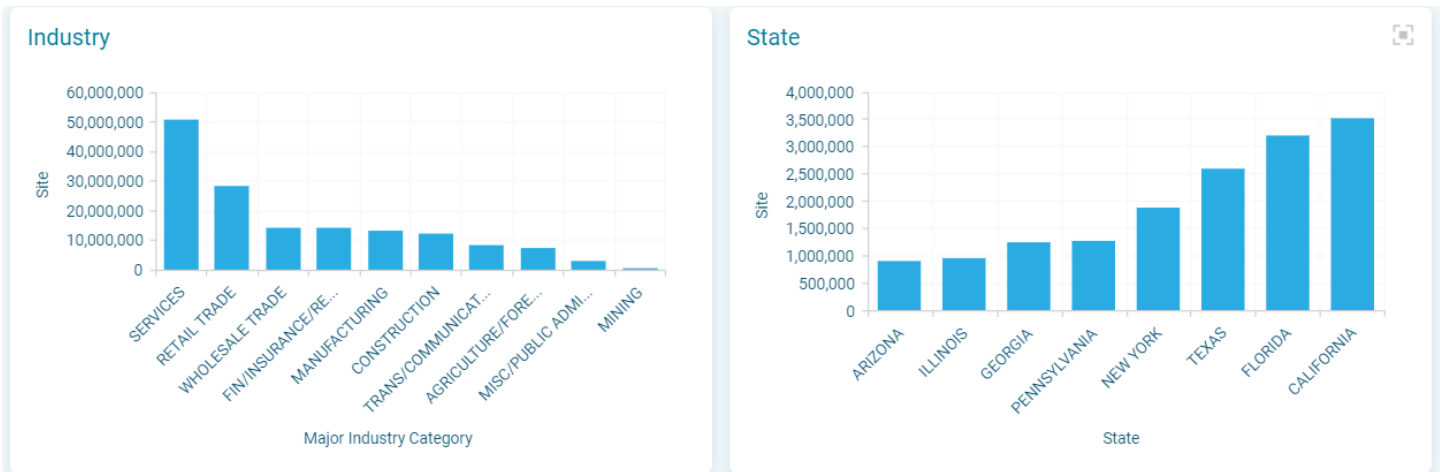 Industry
60,000,000
50,000,000
40,000,000
30,000,000
20,000,000
10,000,000
0
Site
SERVICES
RETAIL TRADE
WHOLESALE TRADE
FIN/INSURANCE/RE...
MANUFACTURING
CONSTRUCTION
TRANS/COMMUNICAT...
AGRICULTURE/FORE...
MISC/PUBLIC ADMI...
MINING
Major Industry Category
State
4,000,000
3,500,000
3,000,000
2,500,000
2,000,000
1,500,000
1,000,000
500,000
0
Site
ARIZONA
ILLINOIS
GEORGIA
PENNSYLVANIA
NEW YORK
TEXAS
FLORIDA
CALIFORNIA
State